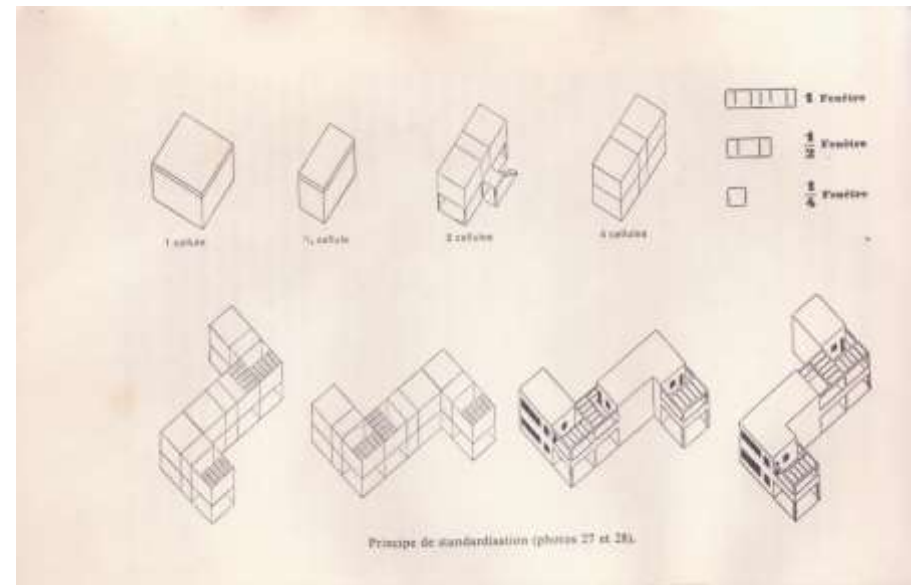 1 Fenêtre
1/2 Fenêtre
1/4 Fenêtre
1 cellule
½ cellule
cellules
4 cellules
Principe de standardisation (photos 27 et 28).